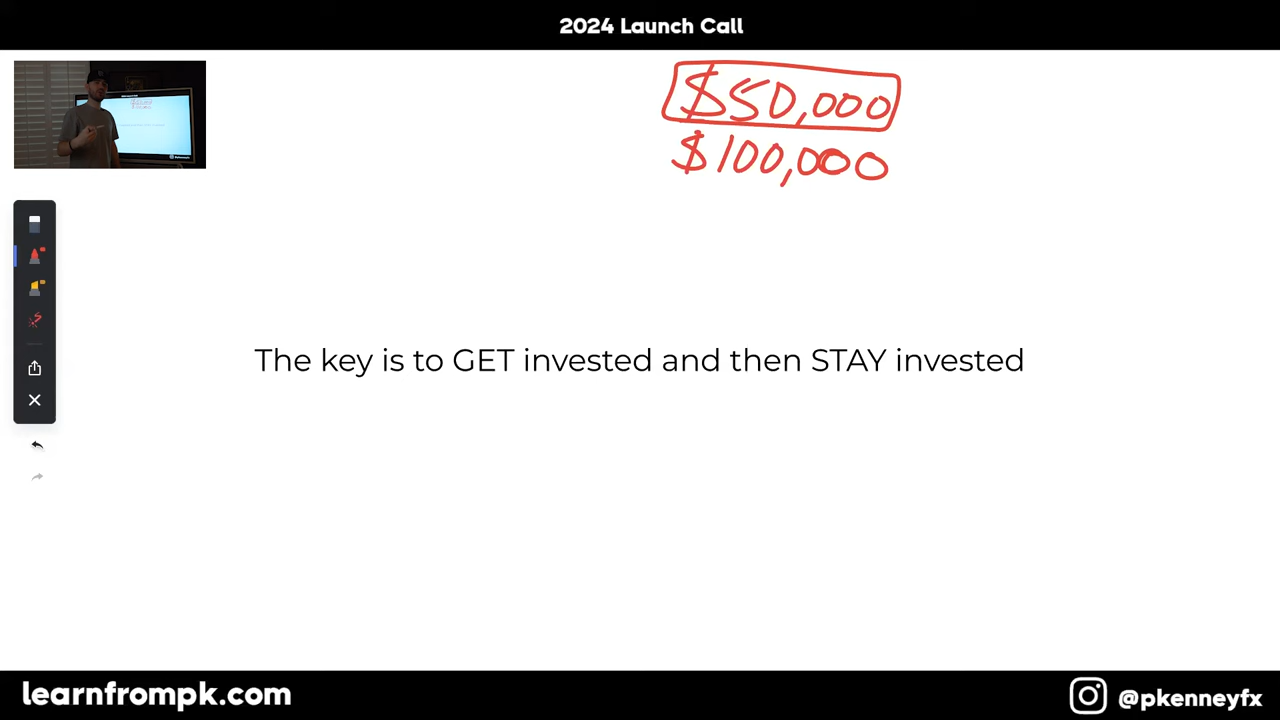 2024 Launch Call
$50,000
$100,000
The key is to GET invested and then STAY invested
learnfrompk.com
@pkenneyfx